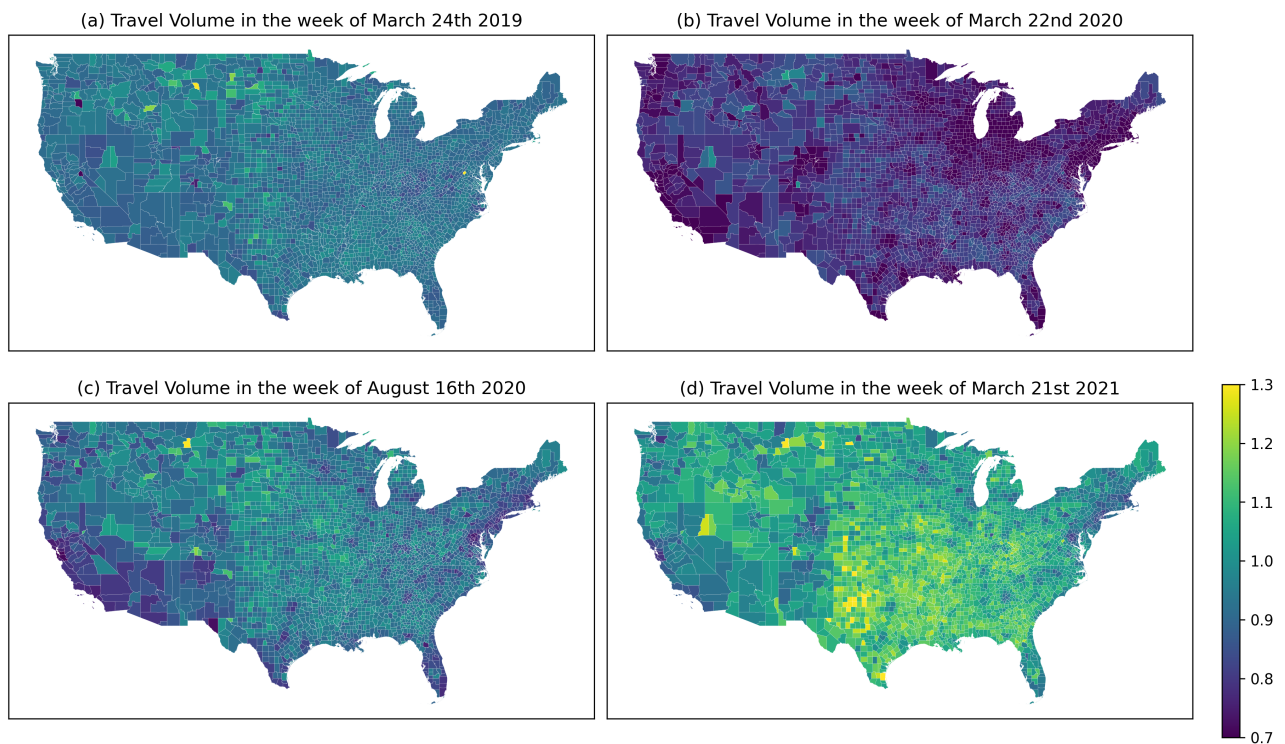 (a) Travel Volume in the week of March 24th 2019
(b) Travel Volume in the week of March 22nd 2020
(c) Travel Volume in the week of August 16th 2020
(d) Travel Volume in the week of March 21st 2021
1.3
1.2
1.1
1.0
0.9
0.8
0.7